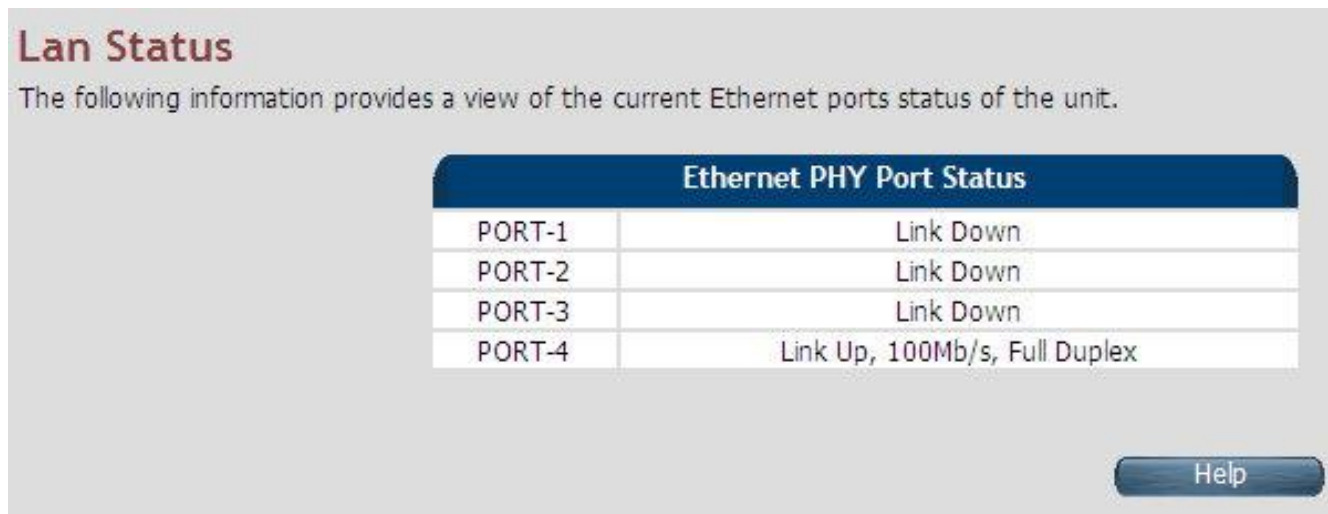 Lan Status
The following information provides a view of the current Ethernet ports status of the unit.
Ethernet PHY Port Status
PORT-1 Link Down
PORT-2 Link Down
PORT-3 Link Down
PORT-4 Link Up, 100Mb/s, Full Duplex
Help